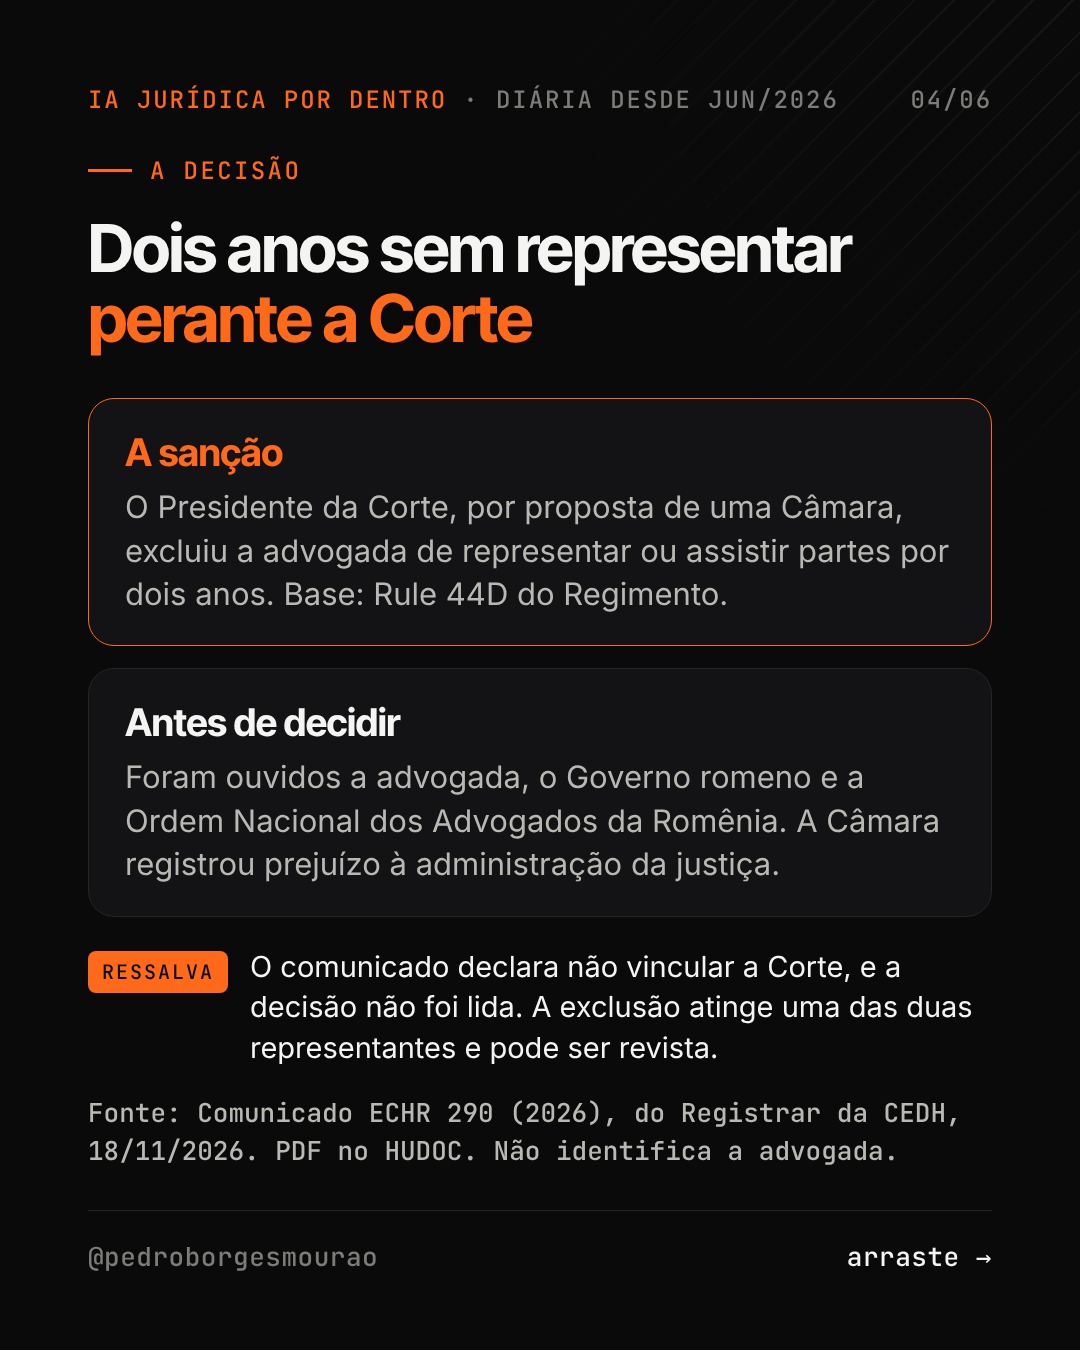 IA JURÍDICA POR DENTRO · DIÁRIA DESDE JUN/2026 04/06
A DECISÃO
Dois anos sem representar
perante a Corte
A sanção
O Presidente da Corte, por proposta de uma Câmara,
excluiu a advogada de representar ou assistir partes por
dois anos. Base: Rule 44D do Regimento.
Antes de decidir
Foram ouvidos a advogada, o Governo romeno e a
Ordem Nacional dos Advogados da Romênia. A Câmara
registrou prejuízo à administração da justiça.
RESSALVA
O comunicado declara não vincular a Corte, e a
decisão não foi lida. A exclusão atinge uma das duas
representantes e pode ser revista.
Fonte: Comunicado ECHR 290 (2026), do Registrar da CEDH,
18/11/2026. PDF no HUDOC. Não identifica a advogada.
@pedroborgesmourao
arraste →